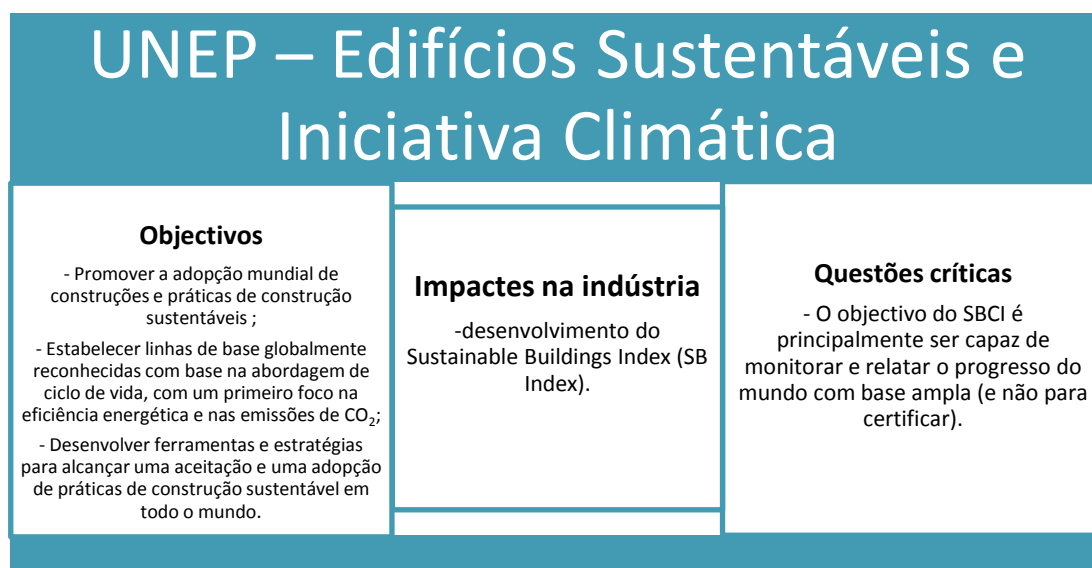 UNEP – Edifícios Sustentáveis e
Iniciativa Climática
Objectivos
- Promover a adopção mundial de
construções e práticas de construção
sustentáveis ;
- Estabelecer linhas de base globalmente
reconhecidas com base na abordagem de
ciclo de vida, com um primeiro foco na
eficiência energética e nas emissões de CO₂;
- Desenvolver ferramentas e estratégias
para alcançar uma aceitação e uma adopção
de práticas de construção sustentável em
todo o mundo.
Impactes na indústria
-desenvolvimento do
Sustainable Buildings Index (SB
Index).
Questões críticas
- O objectivo do SBCI é
principalmente ser capaz de
monitorar e relatar o progresso do
mundo com base ampla (e não para
certificar).